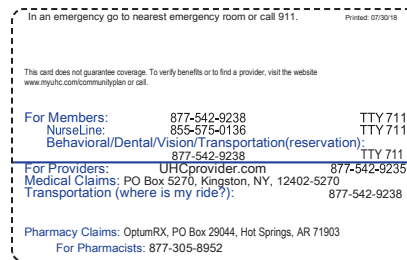 In an emergency go to nearest emergency room or call 911. Printed: 07/30/18
This card does not guarantee coverage. To verify benefits or to find a provider, visit the website
www.myuhc.com/communityplan or call.
For Members: 877-542-9238 TTY 711
NurseLine: 855-575-0136 TTY 711
Behavioral/Dental/Vision/Transportation(reservation):
877-542-9238 TTY 711
For Providers: UHCprovider.com 877-542-9235
Medical Claims: PO Box 5270, Kingston, NY, 12402-5270
Transportation (where is my ride?): 877-542-9238
Pharmacy Claims: OptumRX, PO Box 29044, Hot Springs, AR 71903
For Pharmacists: 877-305-8952